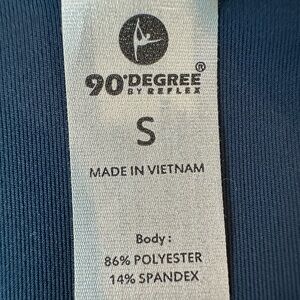 90°DEGREE®
BY REFLEX
S
MADE IN VIETNAM
Body:
86% POLYESTER
14% SPANDEX